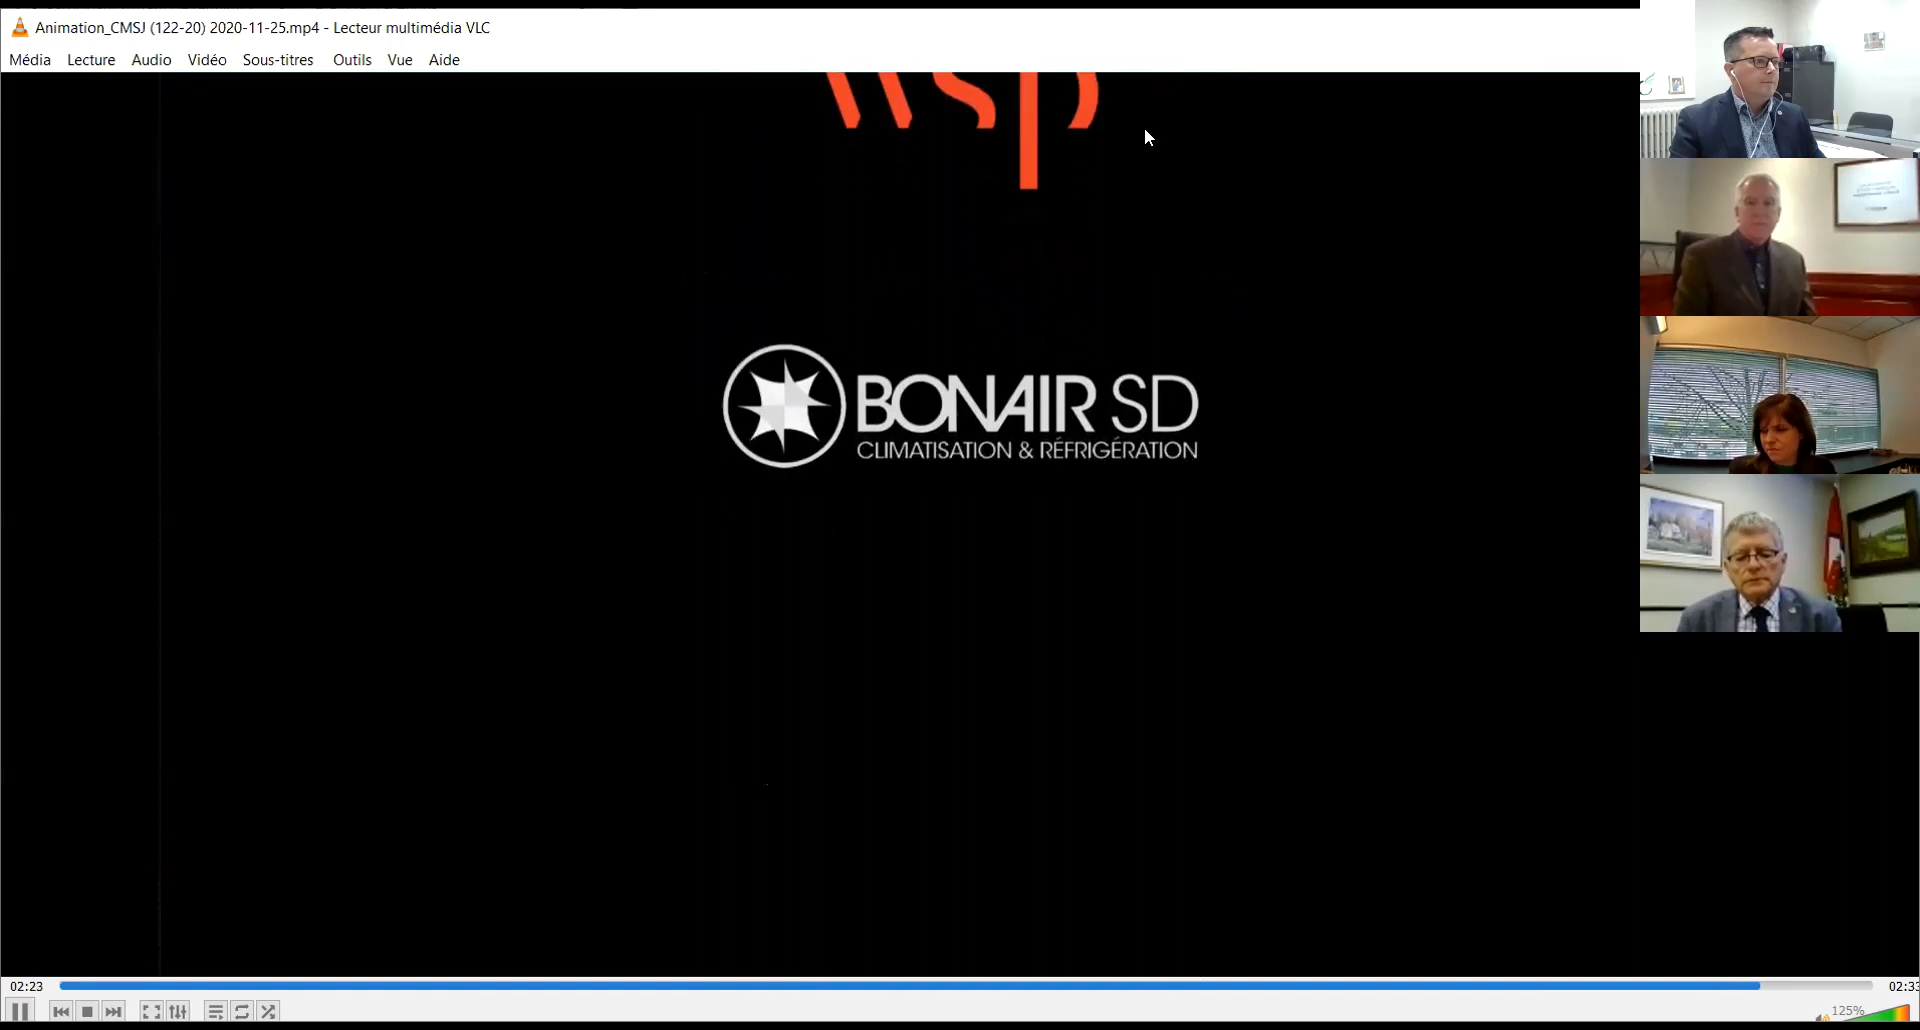 Animation_CMSJ (122-20) 2020-11-25.mp4 - Lecteur multimédia VLC
Média Lecture Audio Vidéo Sous-titres Outils Vue Aide
wsp
BONAIR SD
CLIMATISATION & RÉFRIGÉRATION
02:23
02:33
125%